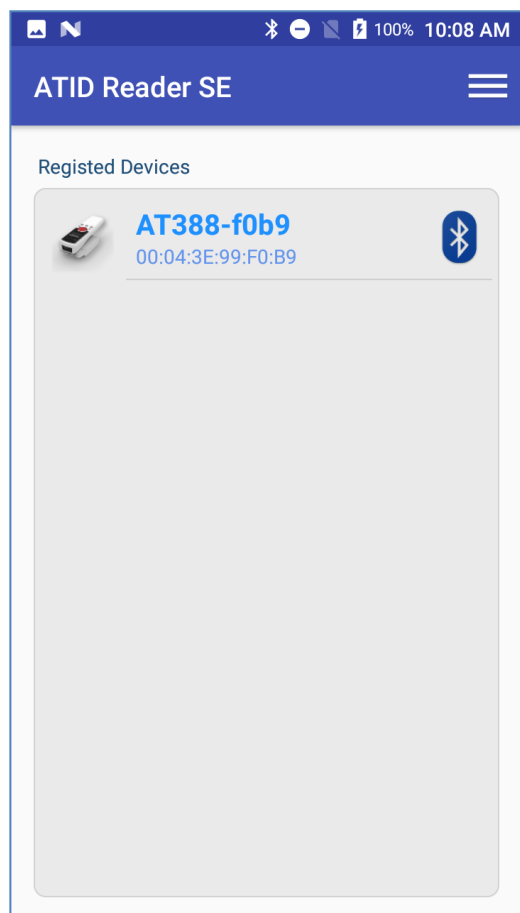 100% 10:08 AM
ATID Reader SE
Registed Devices
AT388-f0b9
00:04:3E:99:F0:B9